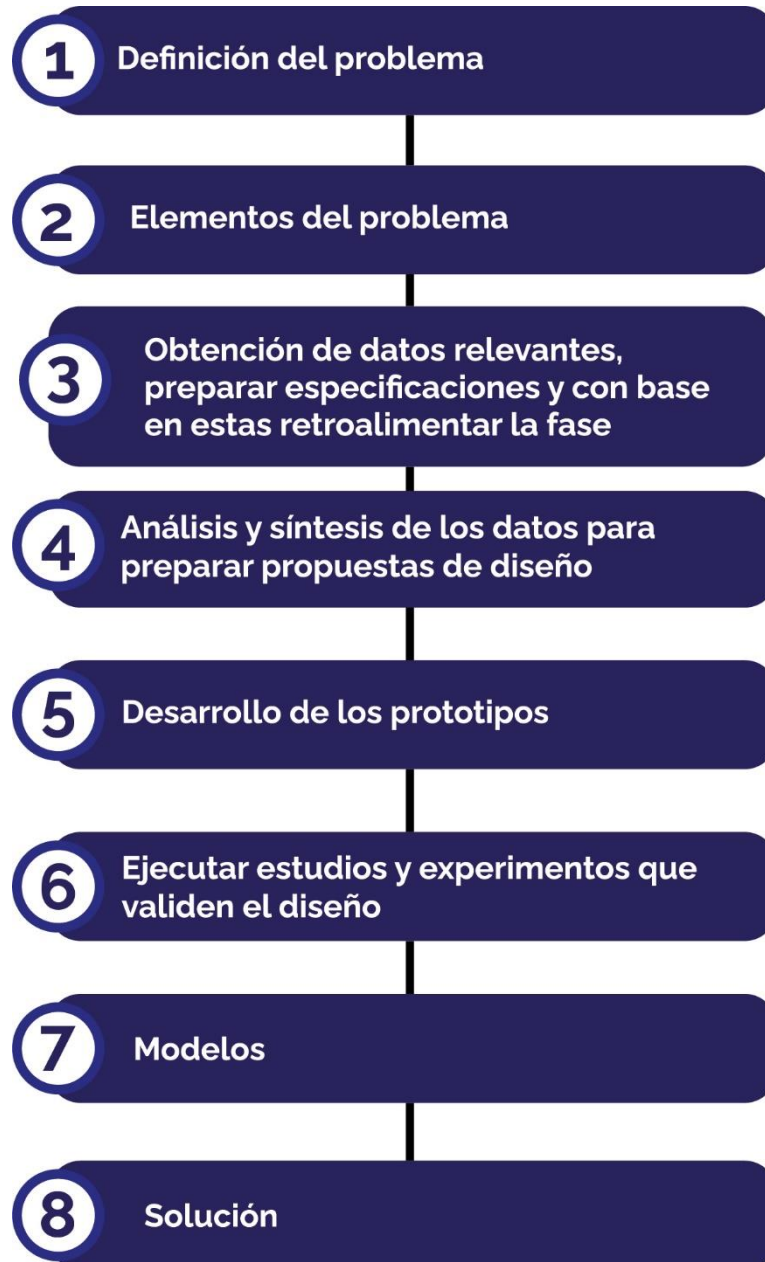 1
Definición del problema
2
Elementos del problema
3
Obtención de datos relevantes,
preparar especificaciones y con base
en estas retroalimentar la fase
4
Análisis y síntesis de los datos para
preparar propuestas de diseño
5
Desarrollo de los prototipos
6
Ejecutar estudios y experimentos que
validen el diseño
7
Modelos
8
Solución